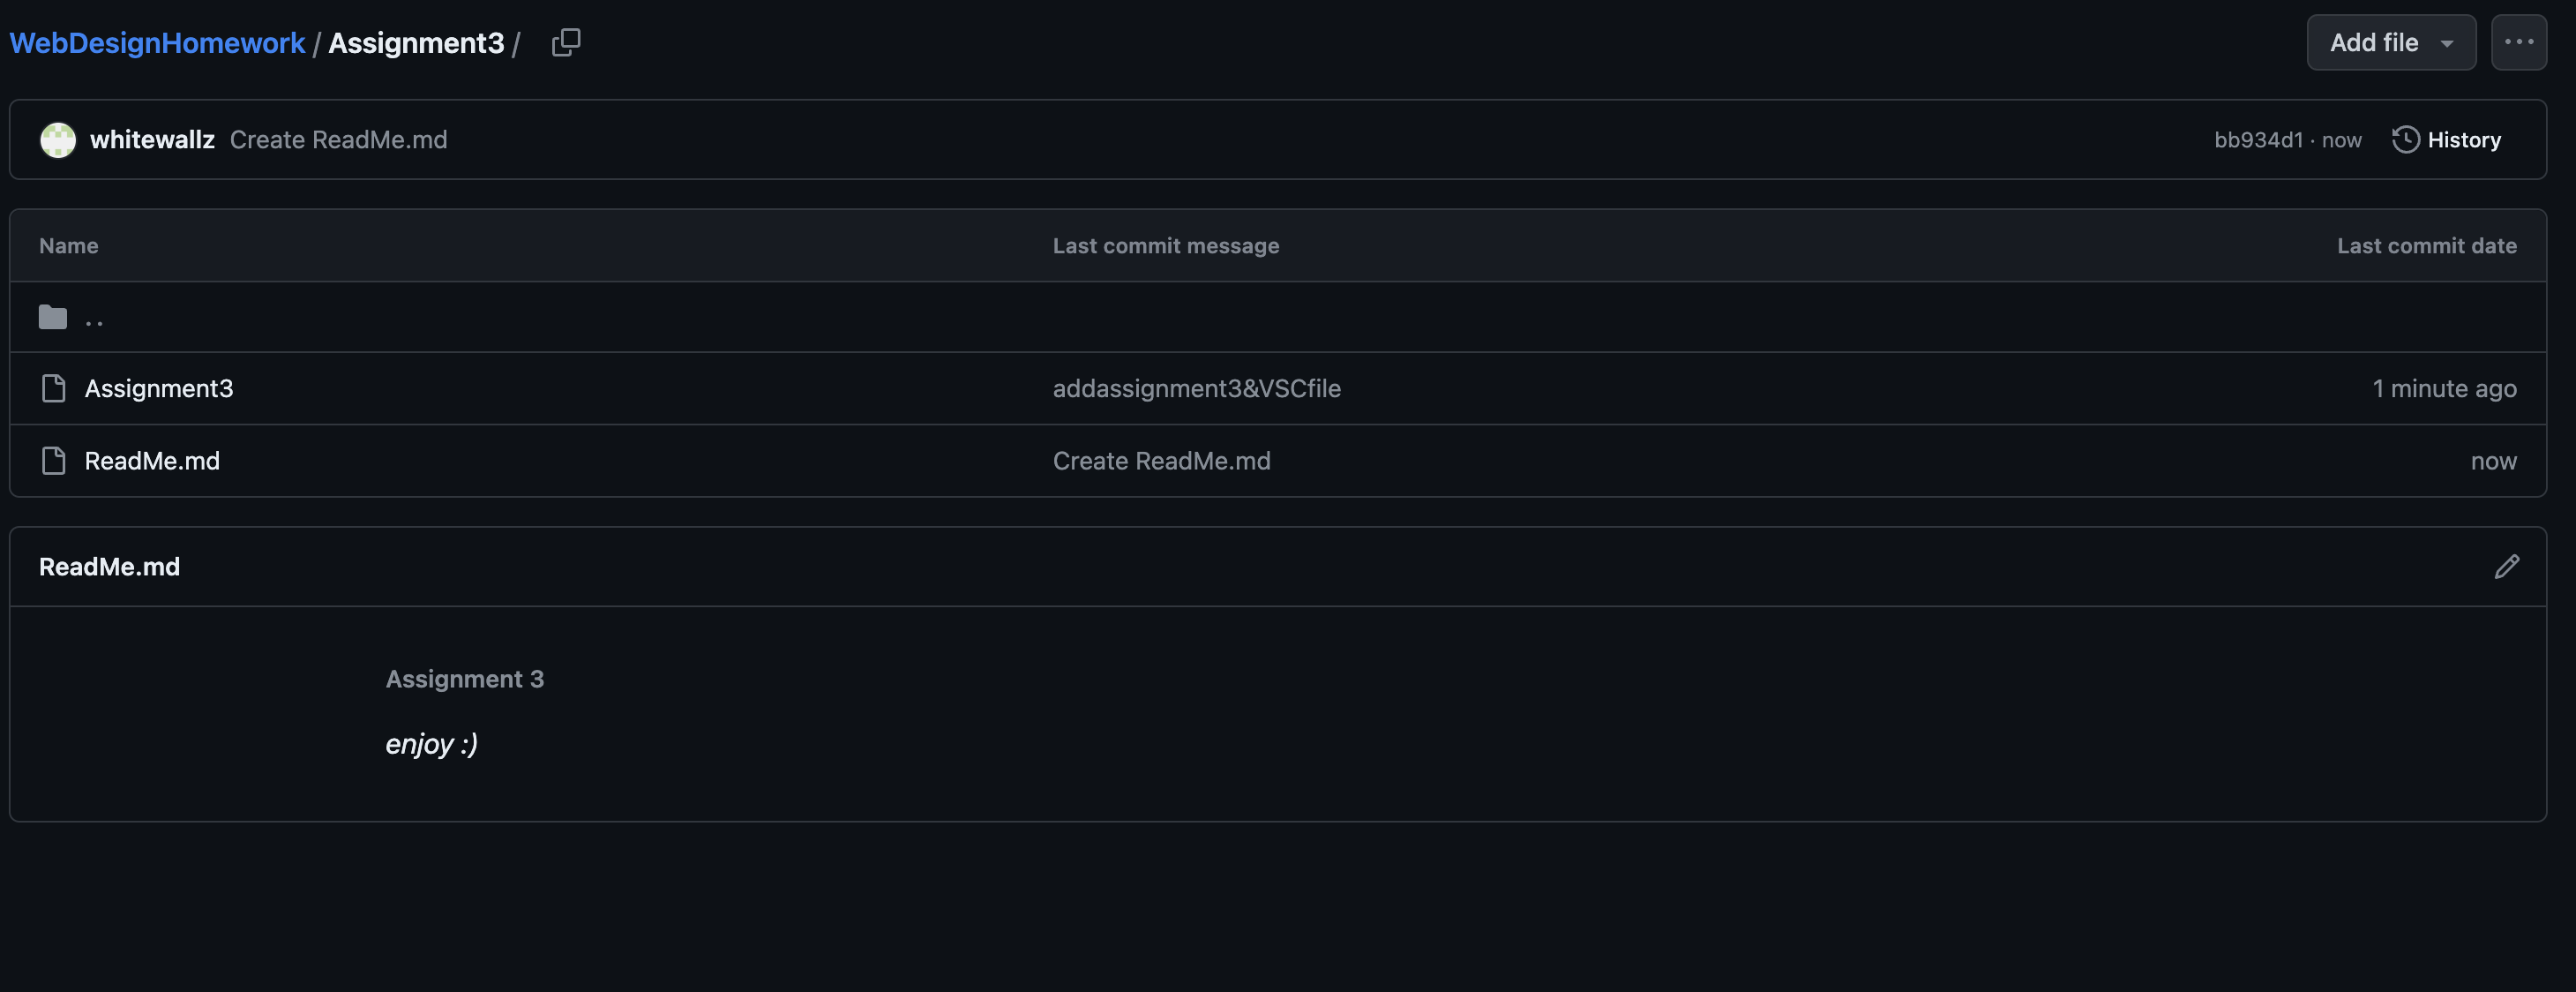 WebDesignHomework / Assignment3 /
Add file
whitewallz Create ReadMe.md
bb934d1 · now History
Name Last commit message Last commit date
..
Assignment3 addassignment3&VSCfile 1 minute ago
ReadMe.md Create ReadMe.md now
ReadMe.md
Assignment 3
enjoy :)